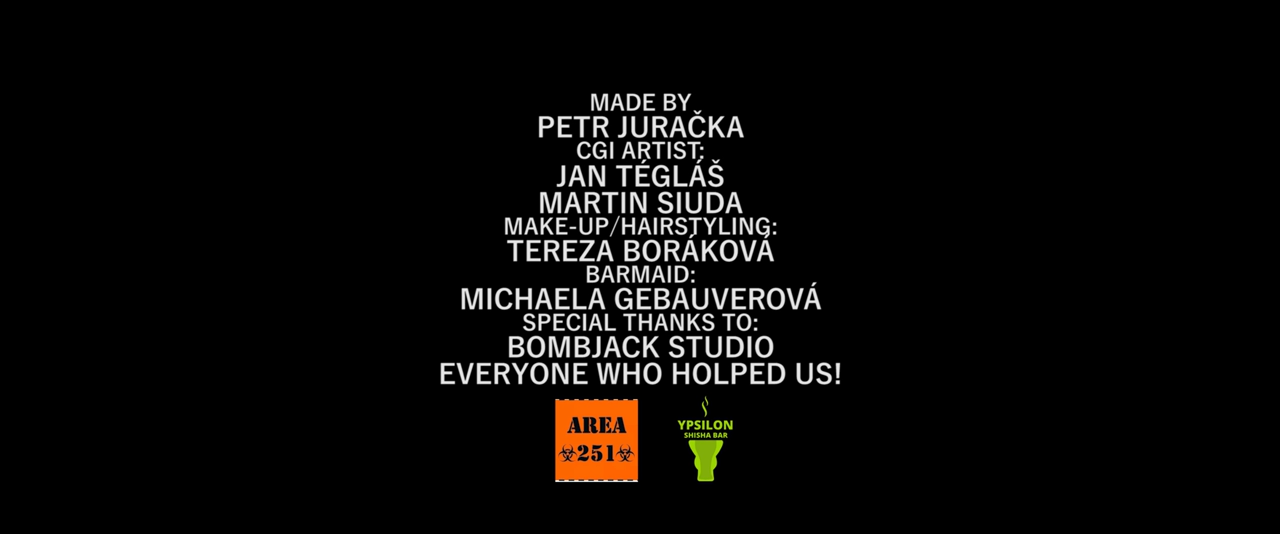 MADE BY
PETR JURAČKA
CGI ARTIST:
JAN TÉGLÁŠ
MARTIN SIUDA
MAKE-UP/HAIRSTYLING:
TEREZA BORÁKOVÁ
BARMAID:
MICHAELA GEBAUVEROVÁ
SPECIAL THANKS TO:
BOMBJACK STUDIO
EVERYONE WHO HOLPED US!
AREA
251
YPSILON
SHISHA BAR